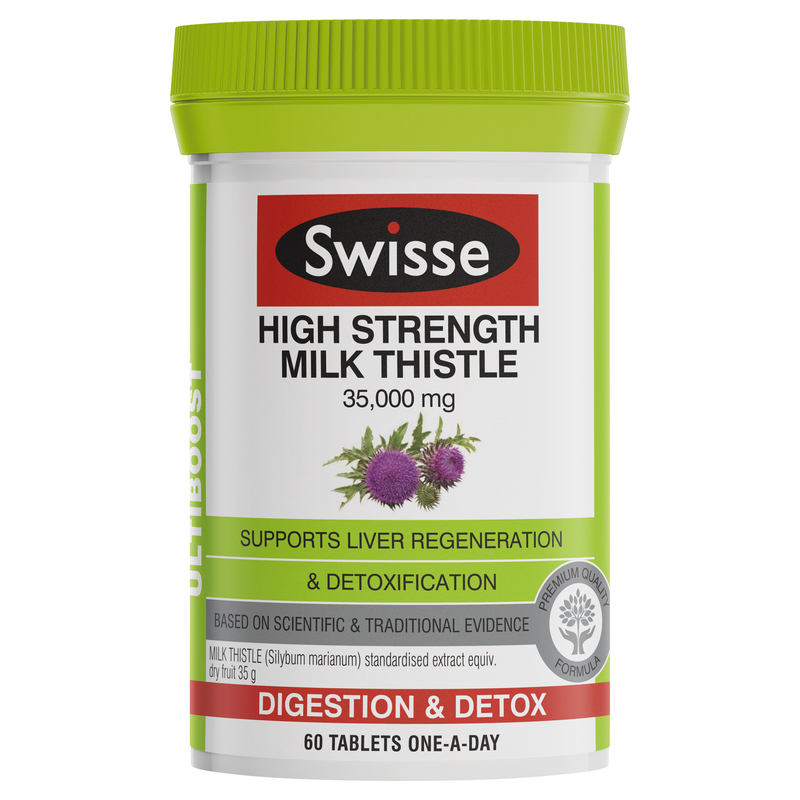 Swisse
HIGH STRENGTH
MILK THISTLE
35,000 mg
ULTIBOOST
SUPPORTS LIVER REGENERATION
& DETOXIFICATION
BASED ON SCIENTIFIC & TRADITIONAL EVIDENCE
PREMIUM QUALITY
FORMULA
MILK THISTLE (Silybum marianum) standardised extract equiv.
dry fruit 35 g
DIGESTION & DETOX
60 TABLETS ONE-A-DAY